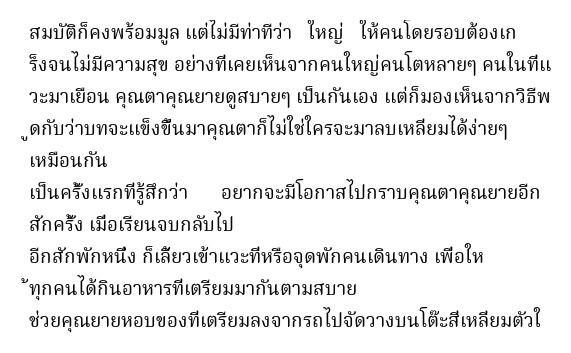 สมบัติก็คงพร้อมมูล แต่ไม่มีท่าทีว่า  ใหญ่  ให้คนโดยรอบต้องเก
ร็งจนไม่มีความสุข อย่างที่เคยเห็นจากคนใหญ่คนโตหลายๆ คนในที่แ
วะมาเยือน คุณตาคุณยายดูสบายๆ เป็นกันเอง แต่ก็มองเห็นจากวิธีพ
ูดกับว่าบทจะแข็งขึ้นมาคุณตาก็ไม่ใช่ใครจะมาลบเหลี่ยมได้ง่ายๆ
เหมือนกัน
เป็นครั้งแรกที่รู้สึกว่า   อยากจะมีโอกาสไปกราบคุณตาคุณยายอีก
สักครั้ง เมื่อเรียนจบกลับไป
อีกสักพักหนึ่ง ก็เลี้ยวเข้าแวะที่หรือจุดพักคนเดินทาง เพื่อให
้ทุกคนได้กินอาหารที่เตรียมมากันตามสบาย
ช่วยคุณยายหอบของที่เตรียมลงจากรถไปจัดวางบนโต๊ะสี่เหลี่ยมตัวใ